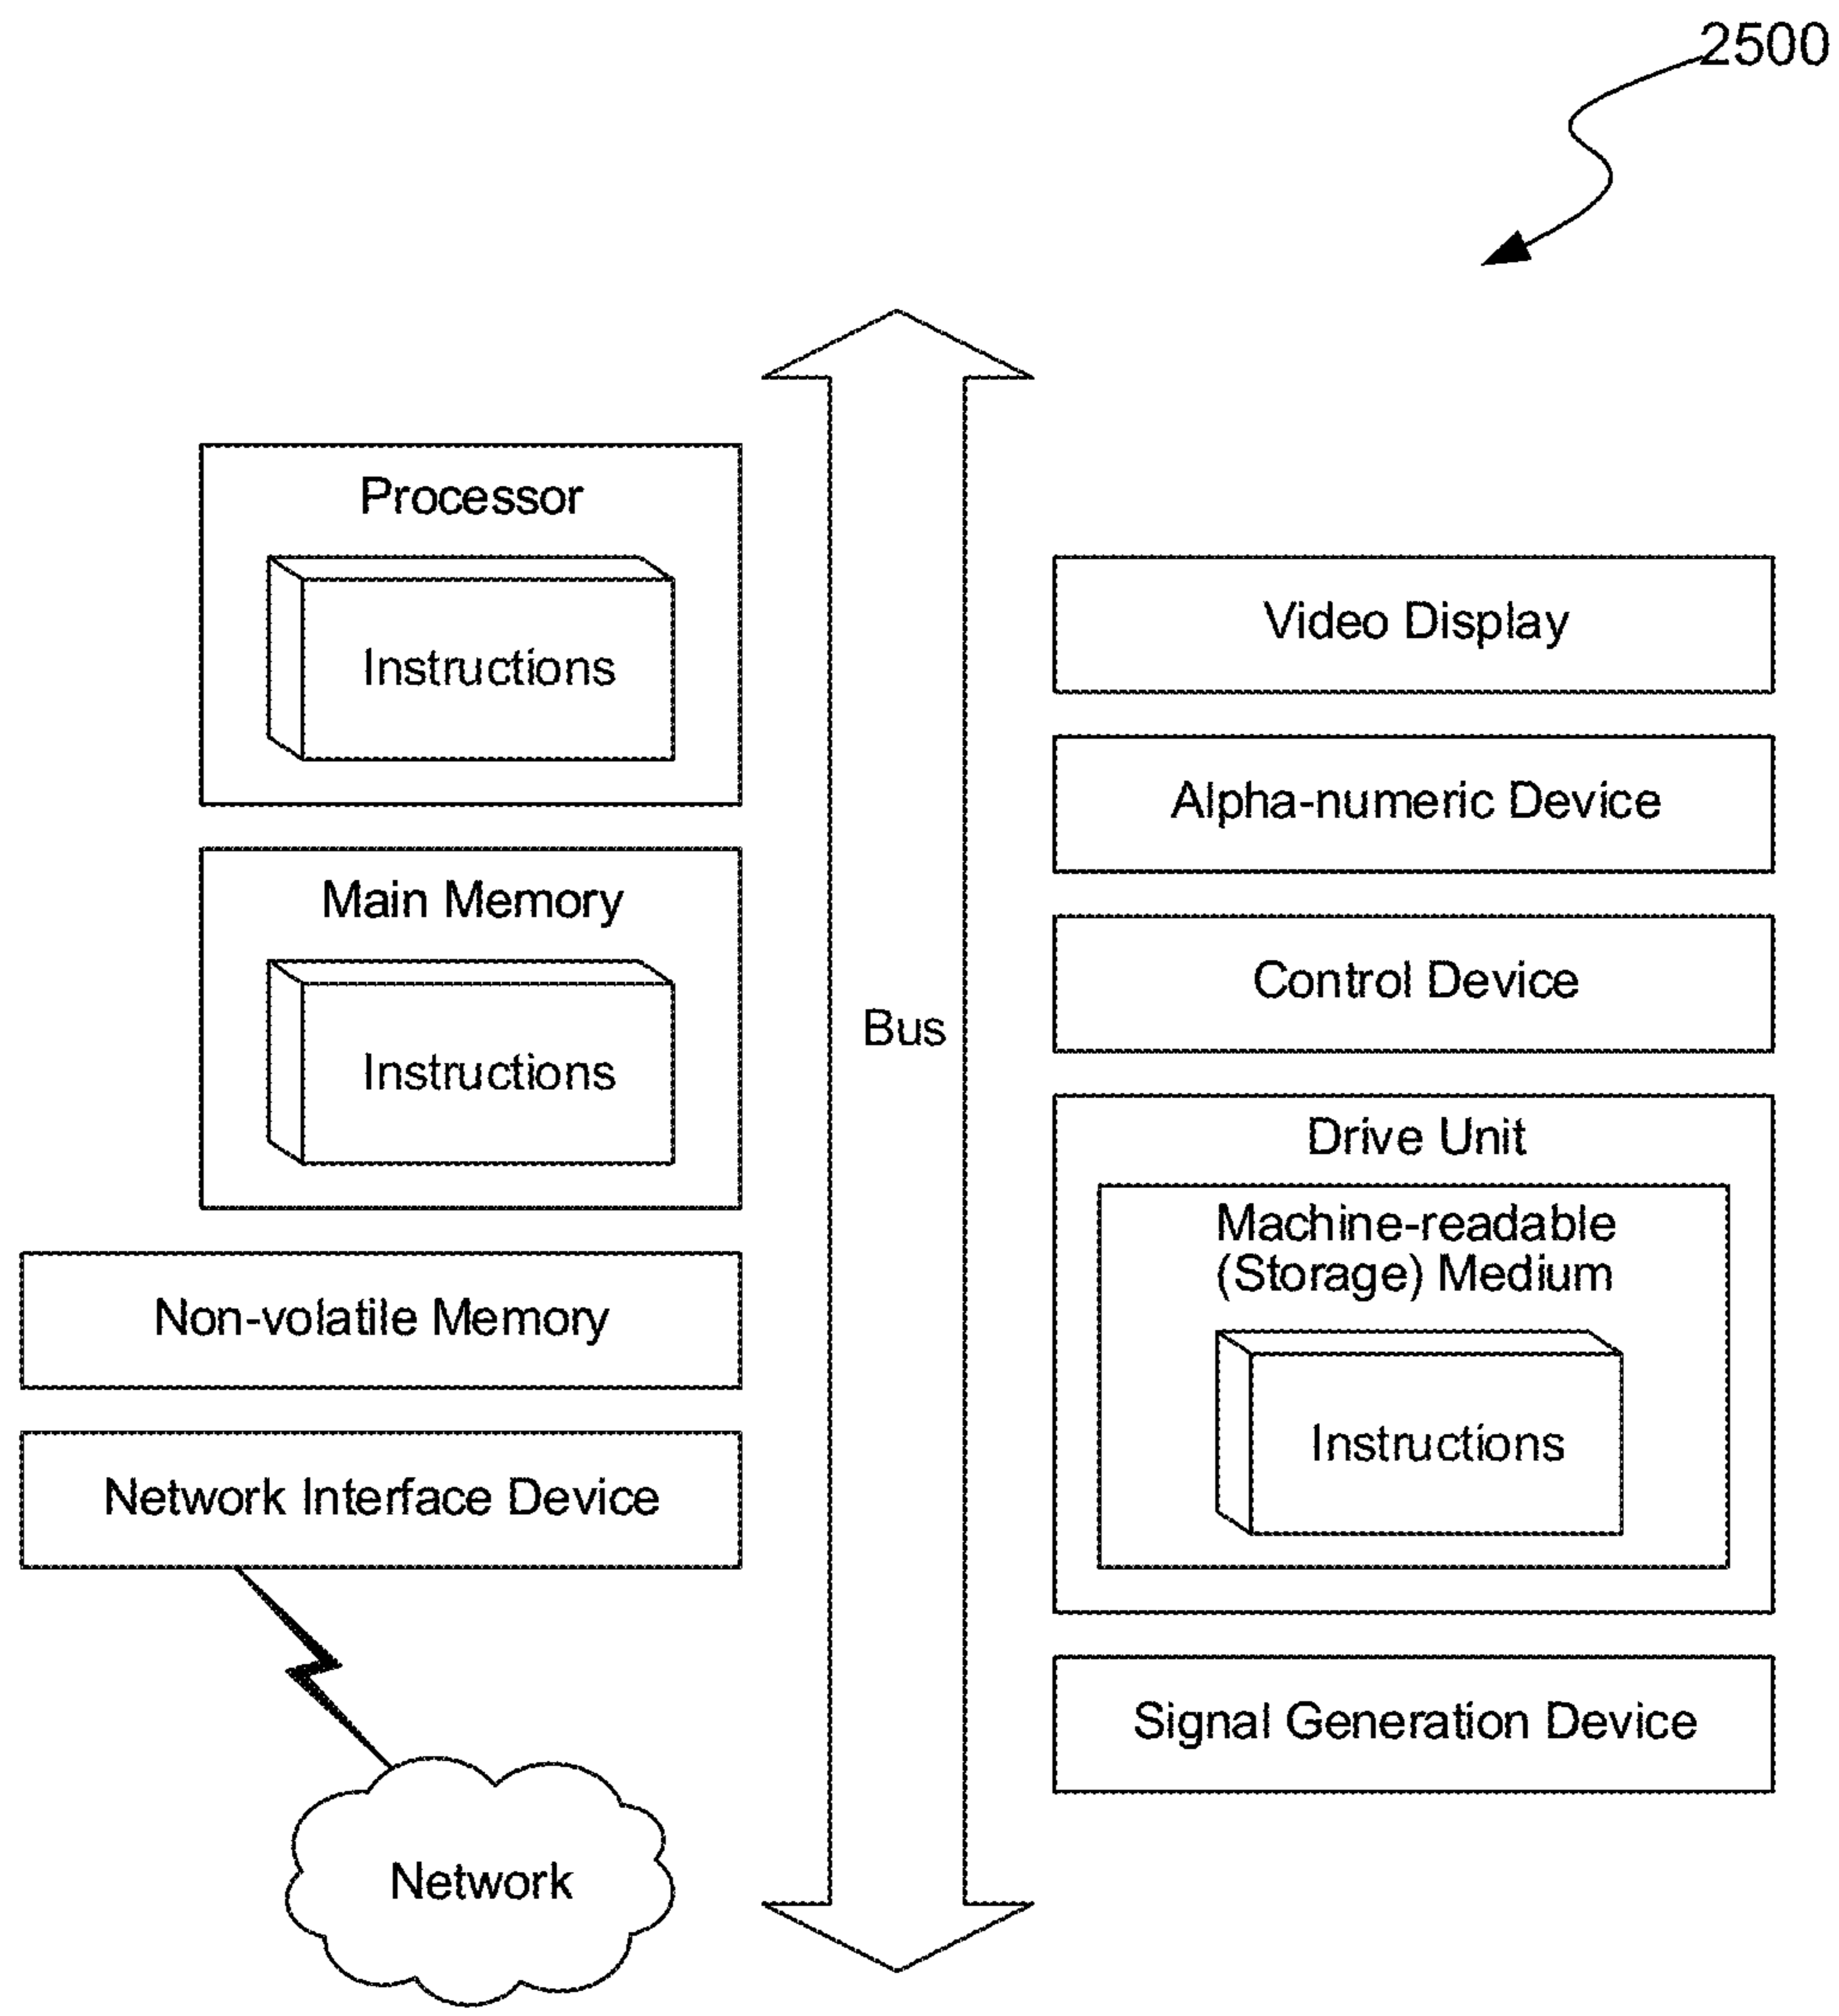 2500
Processor
Instructions
Main Memory
Instructions
Non-volatile Memory
Network Interface Device
Network
Bus
Video Display
Alpha-numeric Device
Control Device
Drive Unit
Machine-readable
(Storage) Medium
Instructions
Signal Generation Device